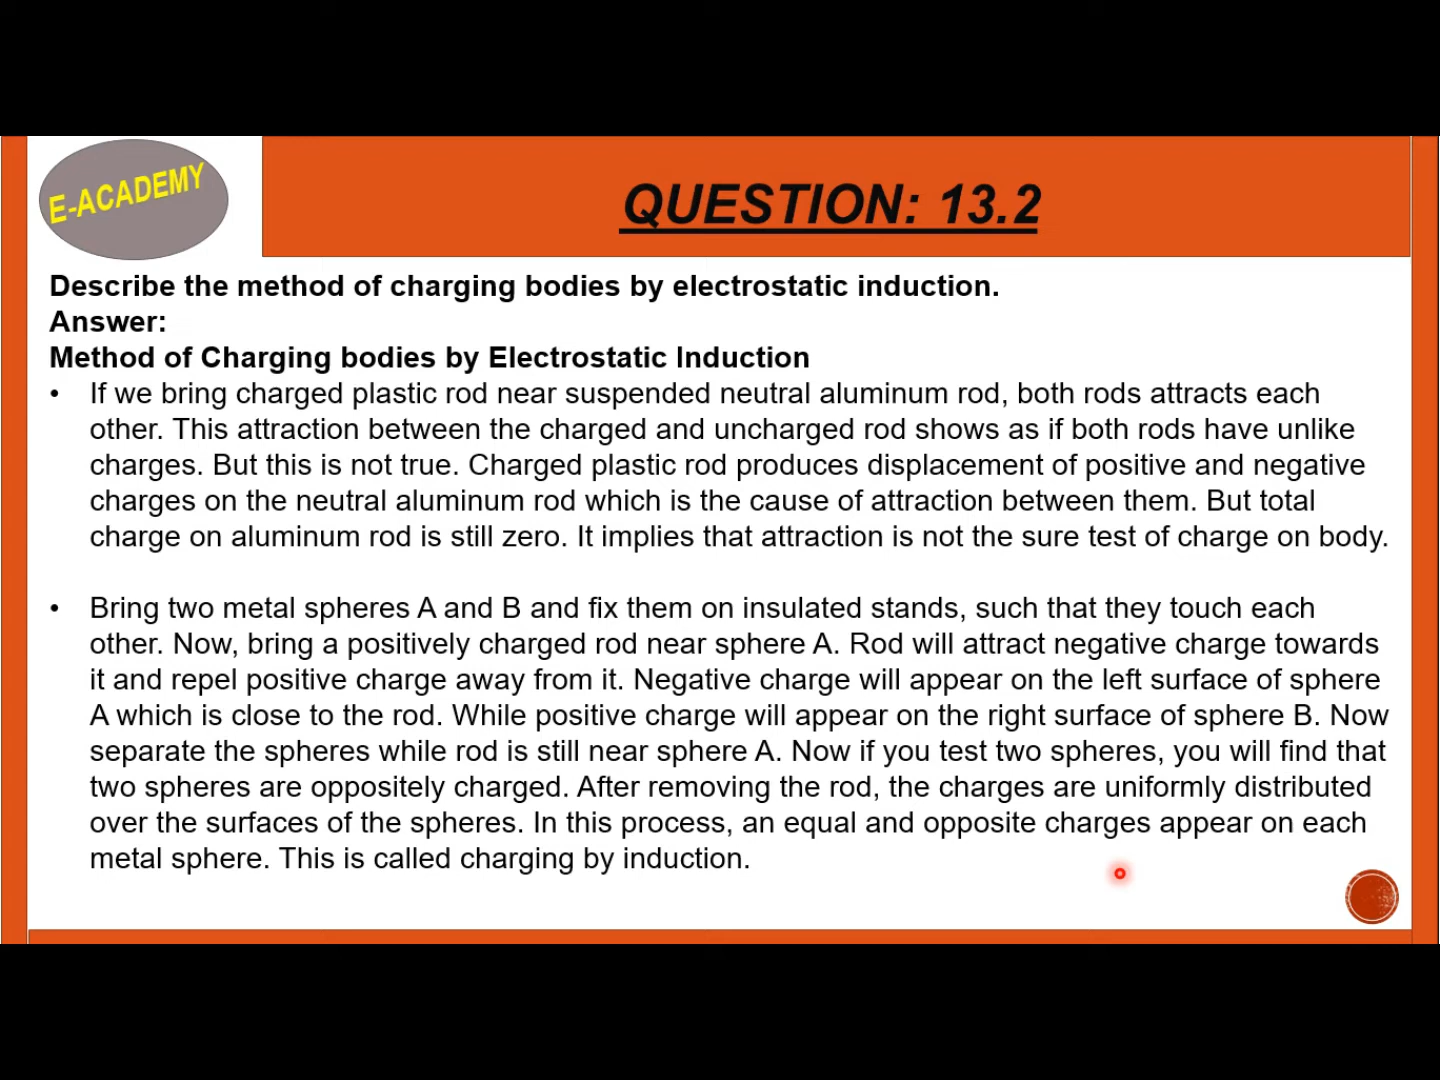 E-ACADEMY
QUESTION: 13.2
Describe the method of charging bodies by electrostatic induction.
Answer:
Method of Charging bodies by Electrostatic Induction
• If we bring charged plastic rod near suspended neutral aluminum rod, both rods attracts each
other. This attraction between the charged and uncharged rod shows as if both rods have unlike
charges. But this is not true. Charged plastic rod produces displacement of positive and negative
charges on the neutral aluminum rod which is the cause of attraction between them. But total
charge on aluminum rod is still zero. It implies that attraction is not the sure test of charge on body.
• Bring two metal spheres A and B and fix them on insulated stands, such that they touch each
other. Now, bring a positively charged rod near sphere A. Rod will attract negative charge towards
it and repel positive charge away from it. Negative charge will appear on the left surface of sphere
A which is close to the rod. While positive charge will appear on the right surface of sphere B. Now
separate the spheres while rod is still near sphere A. Now if you test two spheres, you will find that
two spheres are oppositely charged. After removing the rod, the charges are uniformly distributed
over the surfaces of the spheres. In this process, an equal and opposite charges appear on each
metal sphere. This is called charging by induction.